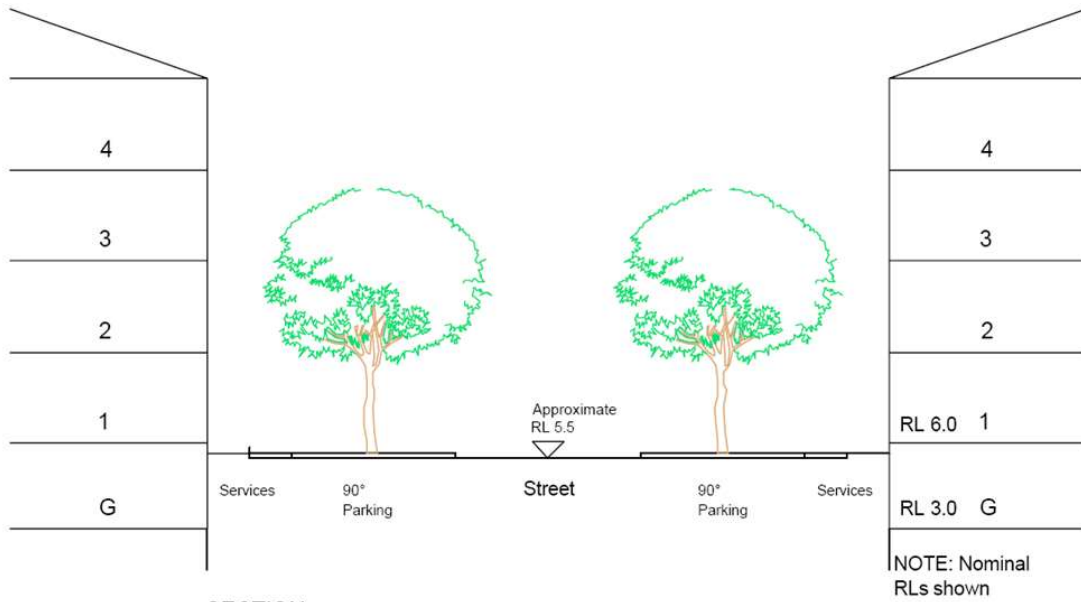 4
4
3
3
2
2
Approximate
RL 5.5
1
RL 6.0 1
Services
90°
Parking
Street
90°
Parking
Services
G
RL 3.0 G
NOTE: Nominal
RLs shown